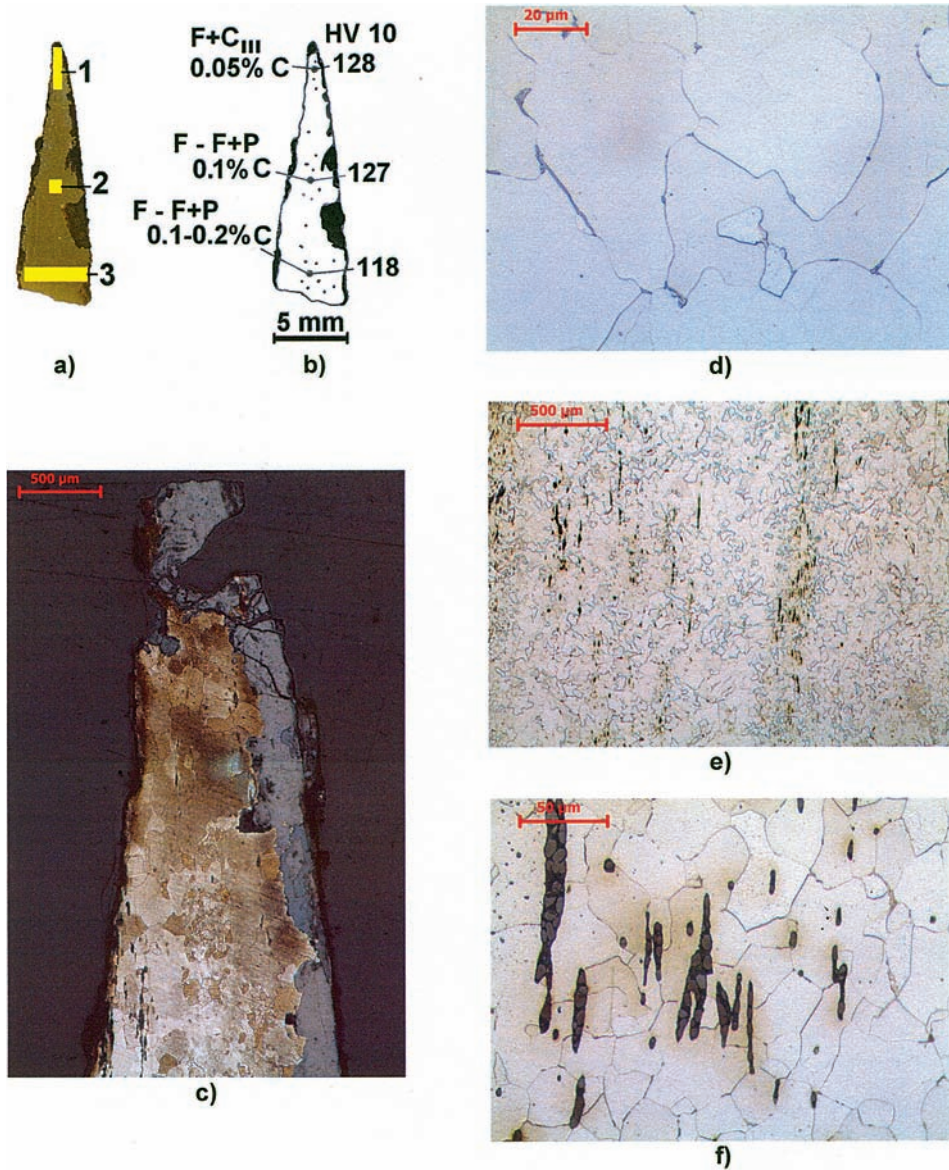 1
2
3
a)
F+CIII
0.05% C
HV 10
128
F - F+P
0.1% C
127
F - F+P
0.1-0.2% C
118
5 mm
b)
20 µm
d)
500 µm
c)
500 µm
e)
50 µm
f)